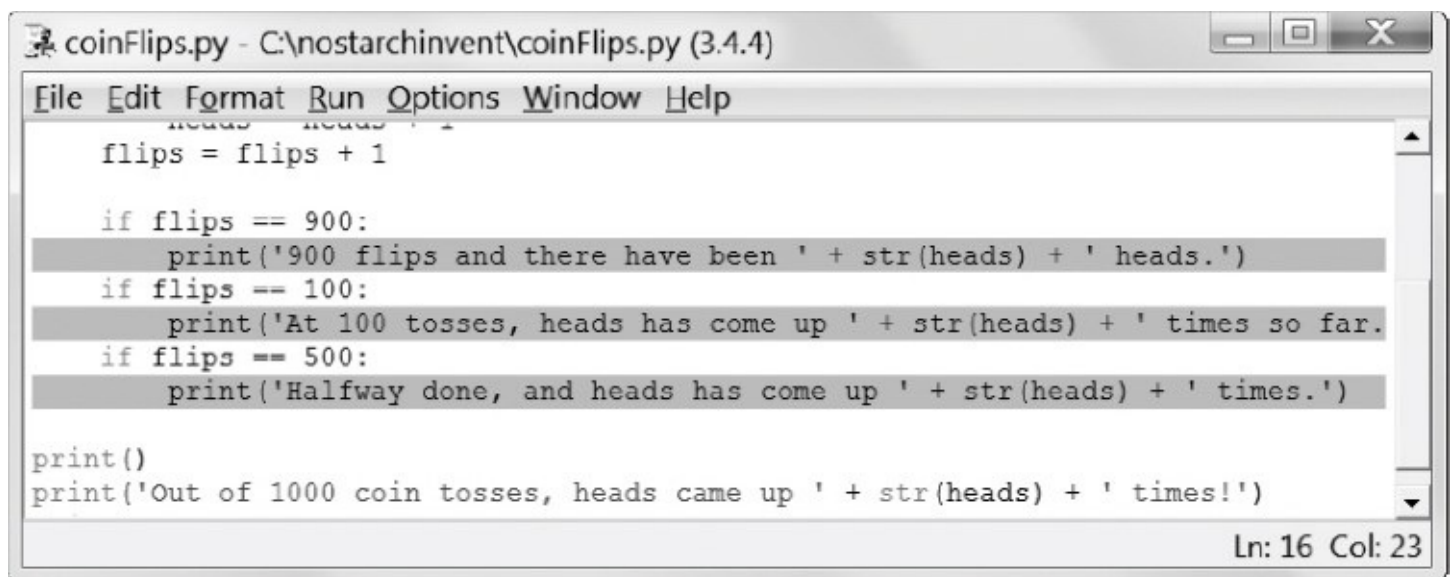 coinFlips.py - C:\nostarchinvent\coinFlips.py (3.4.4)
File Edit Format Run Options Window Help
heads = heads + 1
flips = flips + 1
if flips == 900:
print('900 flips and there have been ' + str(heads) + ' heads.')
if flips == 100:
print('At 100 tosses, heads has come up ' + str(heads) + ' times so far.
if flips == 500:
print('Halfway done, and heads has come up ' + str(heads) + ' times.')
print()
print('Out of 1000 coin tosses, heads came up ' + str(heads) + ' times!')
Ln: 16 Col: 23